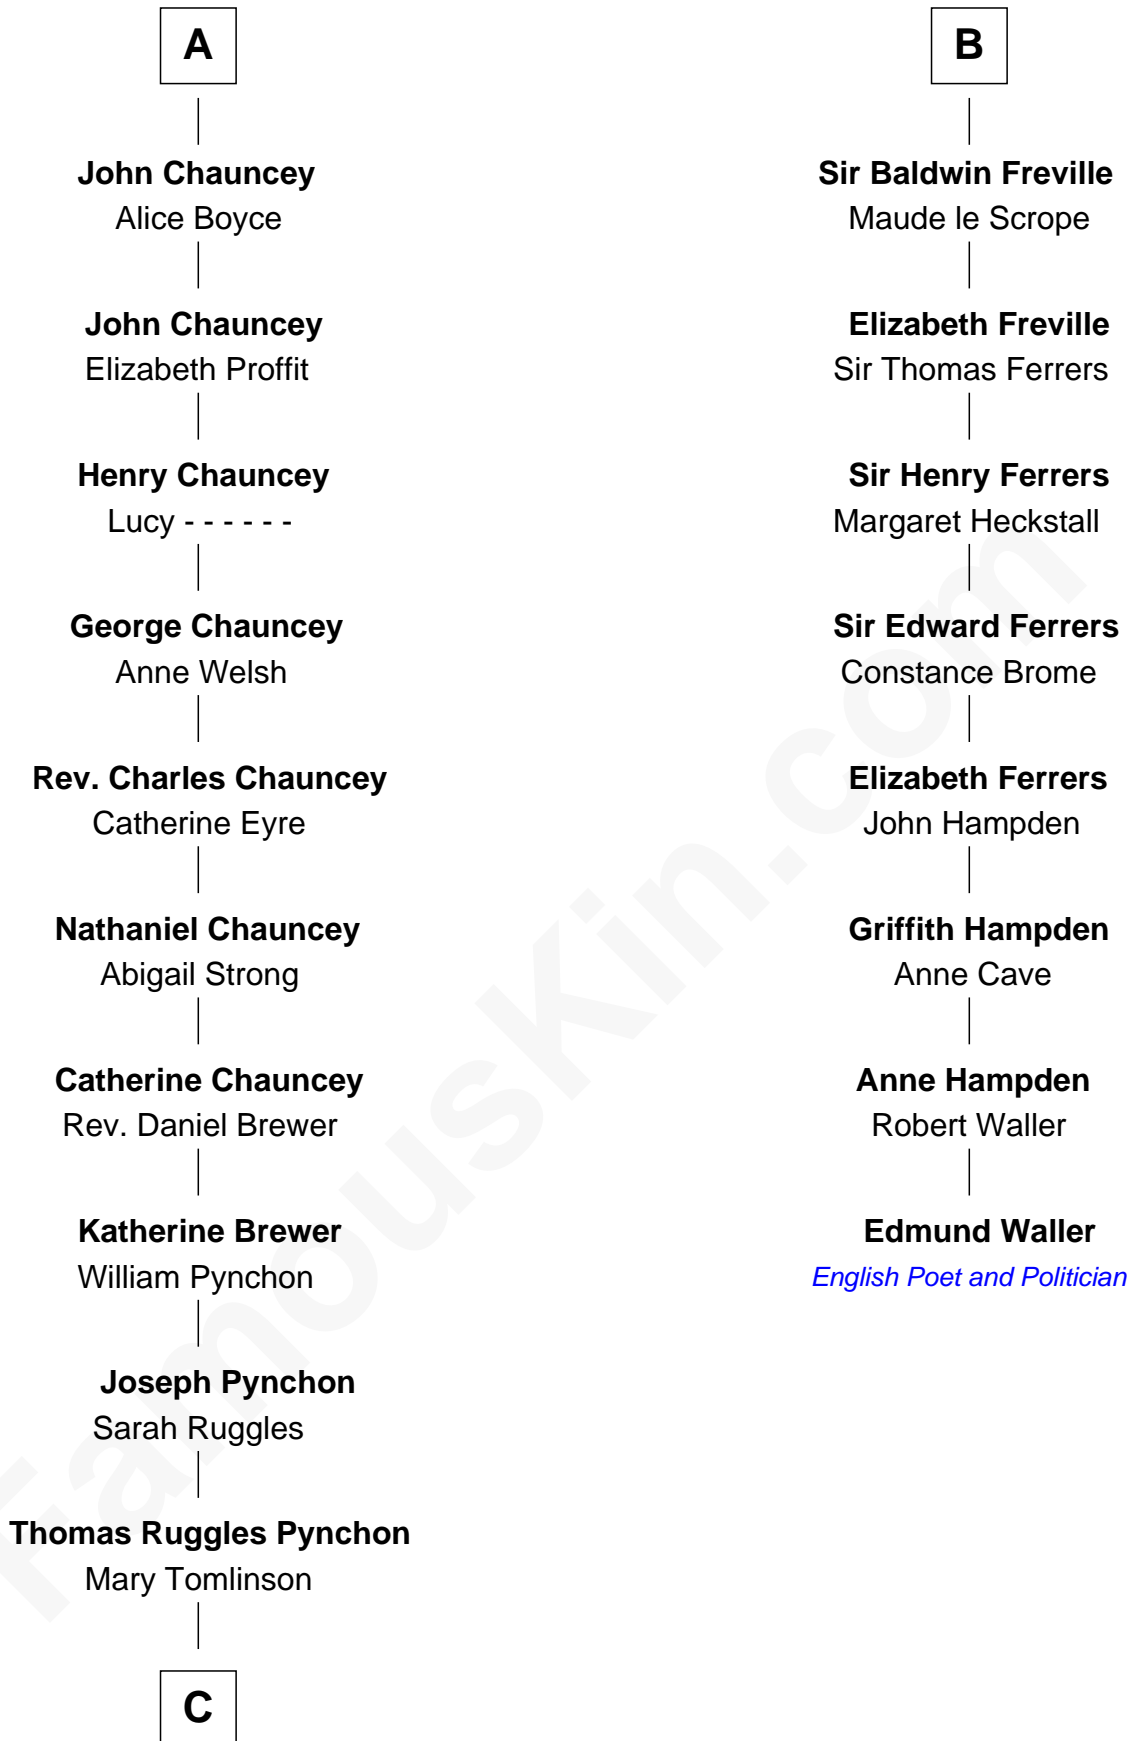 A
John Chauncey
Alice Boyce
John Chauncey
Elizabeth Proffit
Henry Chauncey
Lucy - - - - - -
George Chauncey
Anne Welsh
Rev. Charles Chauncey
Catherine Eyre
Nathaniel Chauncey
Abigail Strong
Catherine Chauncey
Rev. Daniel Brewer
Katherine Brewer
William Pynchon
Joseph Pynchon
Sarah Ruggles
Thomas Ruggles Pynchon
Mary Tomlinson
C
B
Sir Baldwin Freville
Maude le Scrope
Elizabeth Freville
Sir Thomas Ferrers
Sir Henry Ferrers
Margaret Heckstall
Sir Edward Ferrers
Constance Brome
Elizabeth Ferrers
John Hampden
Griffith Hampden
Anne Cave
Anne Hampden
Robert Waller
Edmund Waller
English Poet and Politician
FamousKin.com